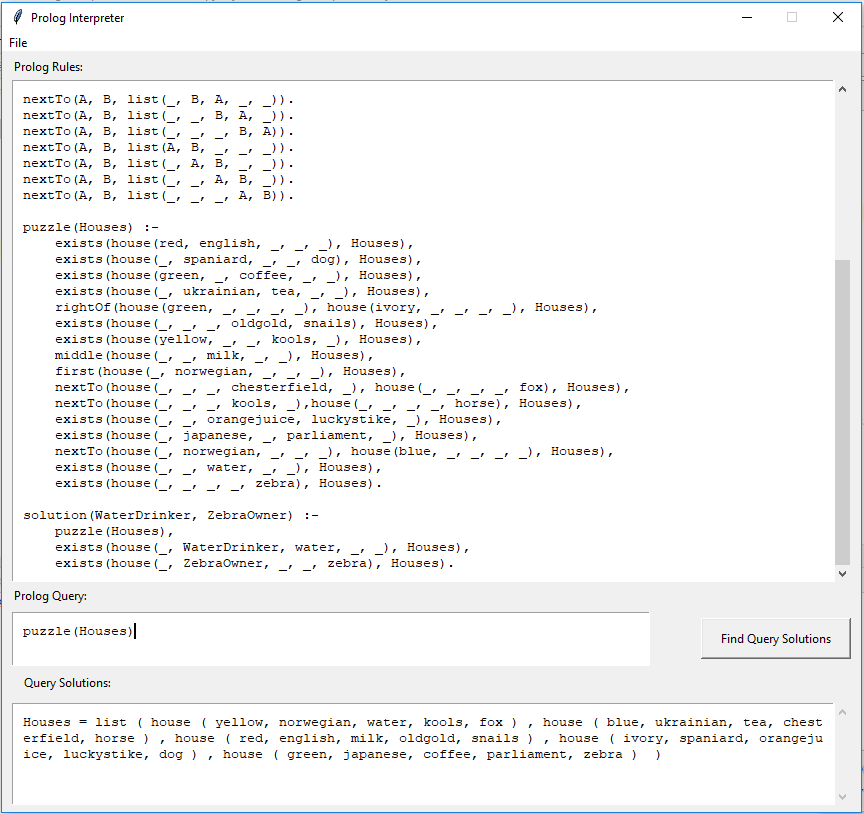 Prolog Interpreter
File
Prolog Rules:
nextTo(A, B, list(_, B, A, _, _)).
nextTo(A, B, list(_, _, B, A, _)).
nextTo(A, B, list(_, _, _, B, A)).
nextTo(A, B, list(A, B, _, _, _)).
nextTo(A, B, list(_, A, B, _, _)).
nextTo(A, B, list(_, _, A, B, _)).
nextTo(A, B, list(_, _, _, A, B)).
puzzle(Houses) :-
    exists(house(red, english, _, _, _), Houses),
    exists(house(_, spaniard, _, _, dog), Houses),
    exists(house(green, _, coffee, _, _), Houses),
    exists(house(_, ukrainian, tea, _, _), Houses),
    rightOf(house(green, _, _, _, _), house(ivory, _, _, _, _), Houses),
    exists(house(_, _, _, oldgold, snails), Houses),
    exists(house(yellow, _, _, kools, _), Houses),
    middle(house(_, _, milk, _, _), Houses),
    first(house(_, norwegian, _, _, _), Houses),
    nextTo(house(_, _, _, chesterfield, _), house(_, _, _, _, fox), Houses),
    nextTo(house(_, _, _, kools, _),house(_, _, _, _, horse), Houses),
    exists(house(_, _, orangejuice, luckystike, _), Houses),
    exists(house(_, japanese, _, parliament, _), Houses),
    nextTo(house(_, norwegian, _, _, _), house(blue, _, _, _, _), Houses),
    exists(house(_, _, water, _, _), Houses),
    exists(house(_, _, _, _, zebra), Houses).
solution(WaterDrinker, ZebraOwner) :-
    puzzle(Houses),
    exists(house(_, WaterDrinker, water, _, _), Houses),
    exists(house(_, ZebraOwner, _, _, zebra), Houses).
Prolog Query:
puzzle(Houses)
Find Query Solutions
Query Solutions:
Houses = list ( house ( yellow, norwegian, water, kools, fox ) , house ( blue, ukrainian, tea, chest
erfield, horse ) , house ( red, english, milk, oldgold, snails ) , house ( ivory, spaniard, orangeju
ice, luckystike, dog ) , house ( green, japanese, coffee, parliament, zebra )  )